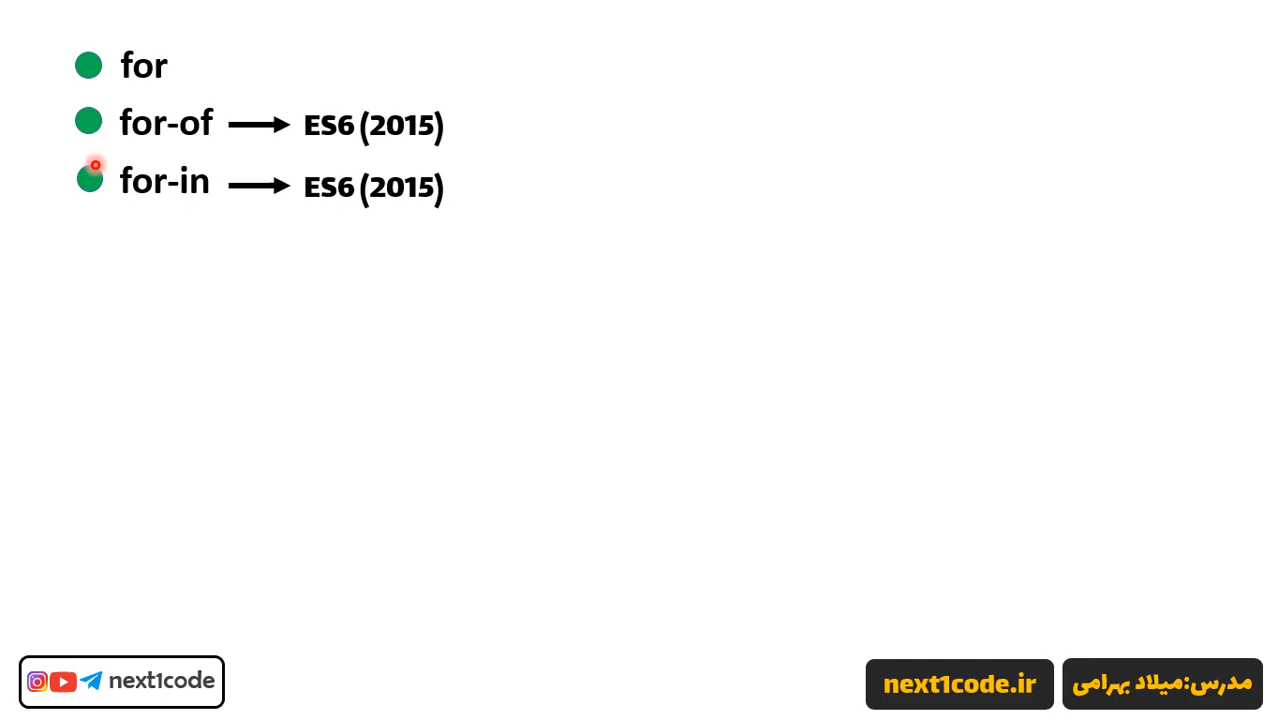 for
for-of → ES6 (2015)
for-in → ES6 (2015)
next1code
next1code.ir
مدرس:میلاد بهرامی